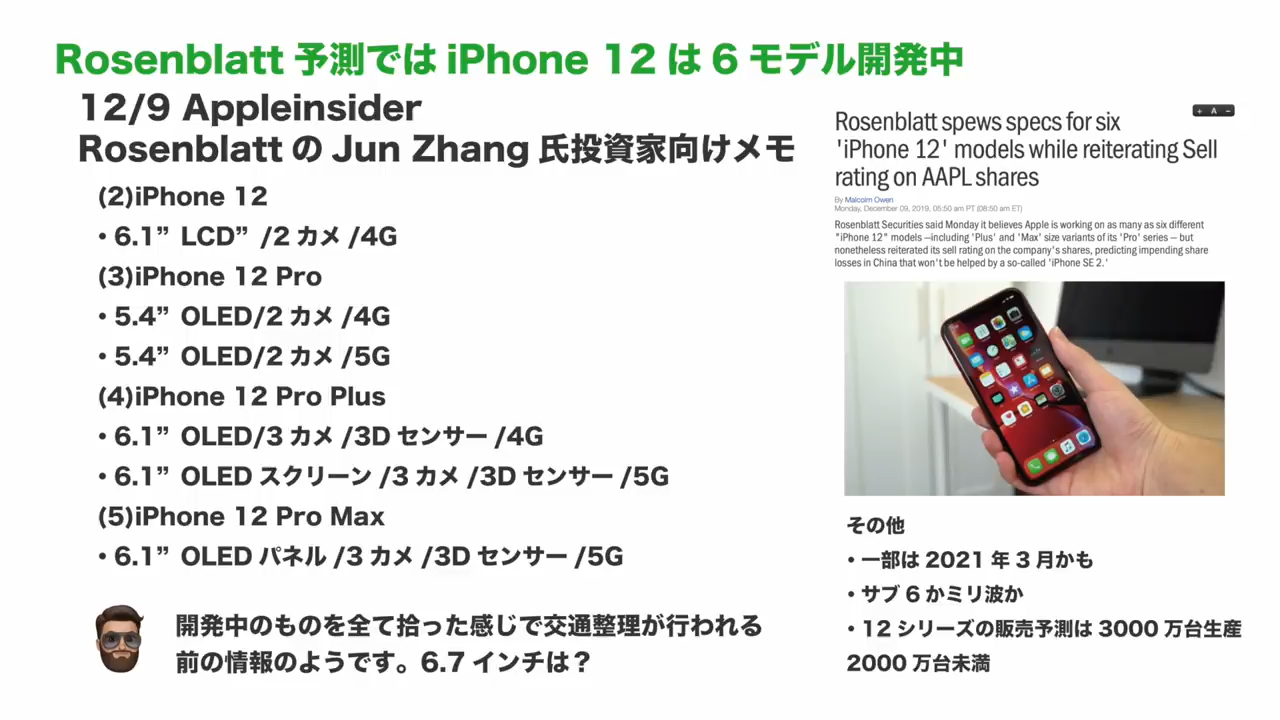 Rosenblatt 予測では iPhone 12 は 6 モデル開発中
12/9 Appleinsider
Rosenblatt の Jun Zhang 氏投資家向けメモ
(2)iPhone 12
・6.1” LCD” /2 カメ /4G
(3)iPhone 12 Pro
・5.4” OLED/2 カメ /4G
・5.4” OLED/2 カメ /5G
(4)iPhone 12 Pro Plus
・6.1” OLED/3 カメ /3D センサー /4G
・6.1” OLED スクリーン /3 カメ /3D センサー /5G
(5)iPhone 12 Pro Max
・6.1” OLED パネル /3 カメ /3D センサー /5G
開発中のものを全て拾った感じで交通整理が行われる
前の情報のようです。6.7 インチは？
+ A −
Rosenblatt spews specs for six
'iPhone 12' models while reiterating Sell
rating on AAPL shares
By Malcolm Owen
Monday, December 09, 2019, 05:50 am PT (08:50 am ET)
Rosenblatt Securities said Monday it believes Apple is working on as many as six different
"iPhone 12" models —including 'Plus' and 'Max' size variants of its 'Pro' series — but
nonetheless reiterated its sell rating on the company's shares, predicting impending share
losses in China that won't be helped by a so-called 'iPhone SE 2.'
その他
・一部は 2021 年 3 月かも
・サブ 6 かミリ波か
・12 シリーズの販売予測は 3000 万台生産
2000 万台未満